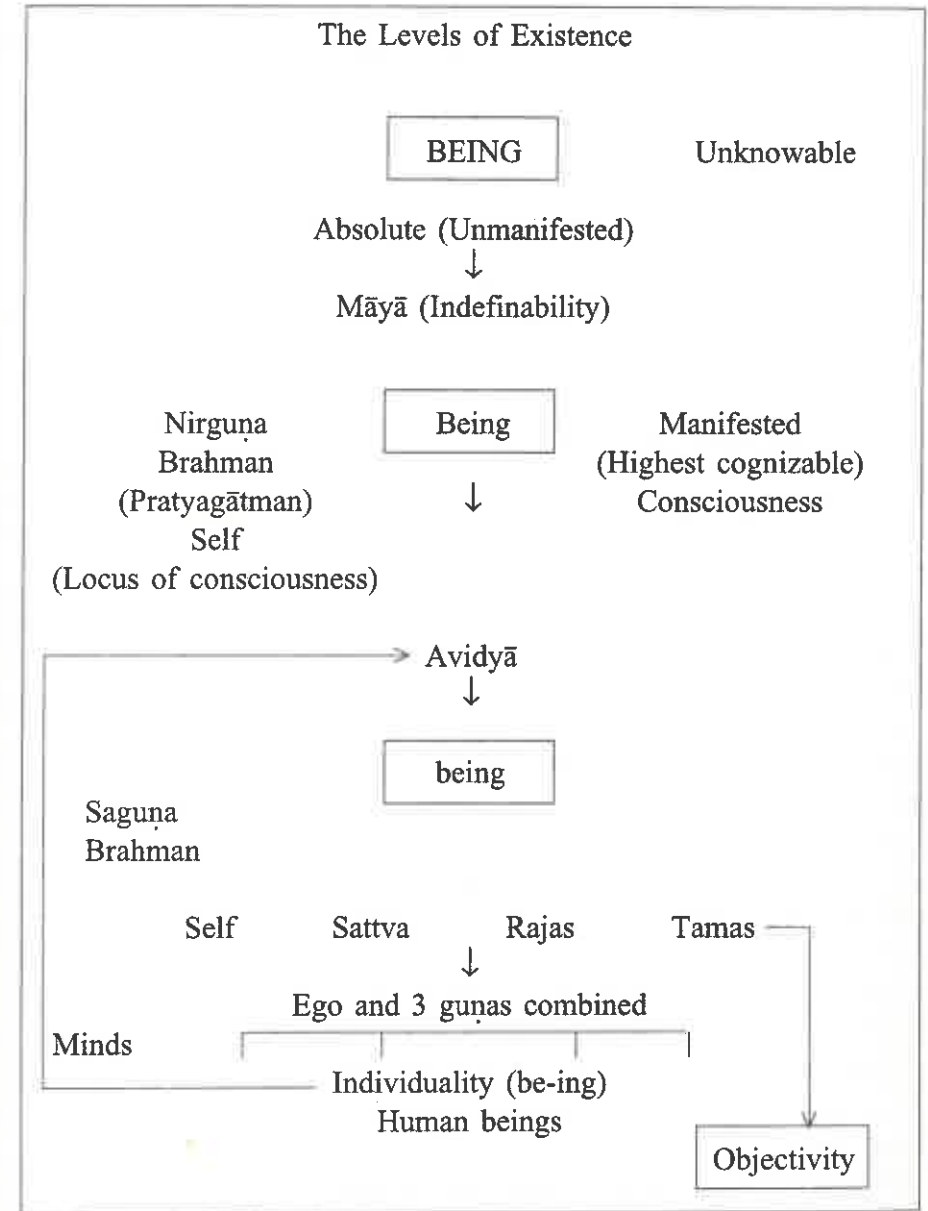 The Levels of Existence
BEING Unknowable
Absolute (Unmanifested)
↓
Māyā (Indefinability)
Nirguṇa Being Manifested
Brahman (Highest cognizable)
(Pratyagātman) ↓ Consciousness
Self
(Locus of consciousness)
Avidyā
↓
being
Saguṇa
Brahman
Self Sattva Rajas Tamas
↓
Ego and 3 guṇas combined
Minds
Individuality (be-ing)
Human beings
Objectivity